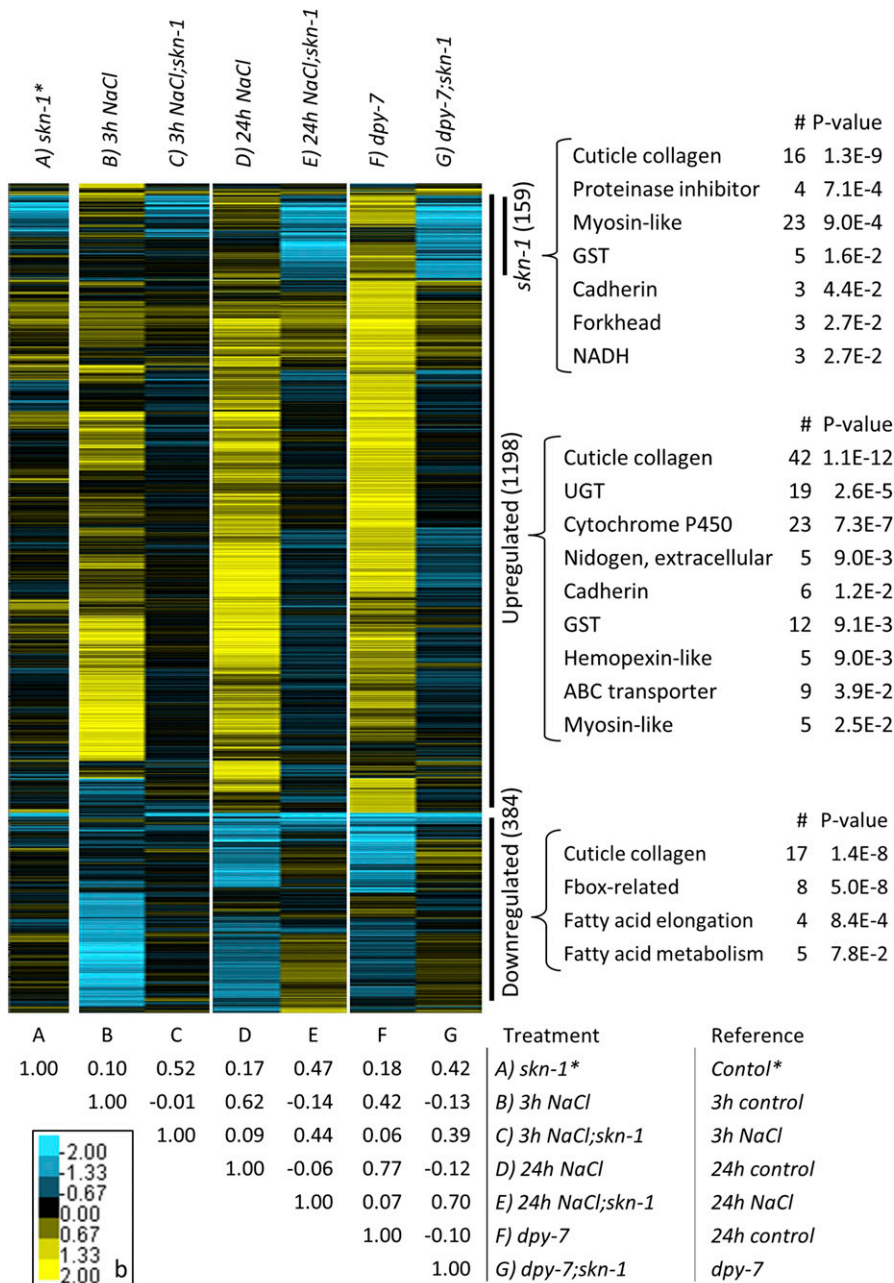 A) skn-1*
B) 3h NaCl
C) 3h NaCl;skn-1
D) 24h NaCl
E) 24h NaCl;skn-1
F) dpy-7
G) dpy-7;skn-1
skn-1 (159)
# P-value
Cuticle collagen 16 1.3E-9
Proteinase inhibitor 4 7.1E-4
Myosin-like 23 9.0E-4
GST 5 1.6E-2
Cadherin 3 4.4E-2
Forkhead 3 2.7E-2
NADH 3 2.7E-2
Upregulated (1198)
# P-value
Cuticle collagen 42 1.1E-12
UGT 19 2.6E-5
Cytochrome P450 23 7.3E-7
Nidogen, extracellular 5 9.0E-3
Cadherin 6 1.2E-2
GST 12 9.1E-3
Hemopexin-like 5 9.0E-3
ABC transporter 9 3.9E-2
Myosin-like 5 2.5E-2
Downregulated (384)
# P-value
Cuticle collagen 17 1.4E-8
Fbox-related 8 5.0E-8
Fatty acid elongation 4 8.4E-4
Fatty acid metabolism 5 7.8E-2
A B C D E F G Treatment Reference
1.00 0.10 0.52 0.17 0.47 0.18 0.42 A) skn-1* Contol*
1.00 -0.01 0.62 -0.14 0.42 -0.13 B) 3h NaCl 3h control
1.00 0.09 0.44 0.06 0.39 C) 3h NaCl;skn-1 3h NaCl
1.00 -0.06 0.77 -0.12 D) 24h NaCl 24h control
1.00 0.07 0.70 E) 24h NaCl;skn-1 24h NaCl
1.00 -0.10 F) dpy-7 24h control
1.00 G) dpy-7;skn-1 dpy-7
-2.00
-1.33
-0.67
0.00
0.67
1.33
2.00
b